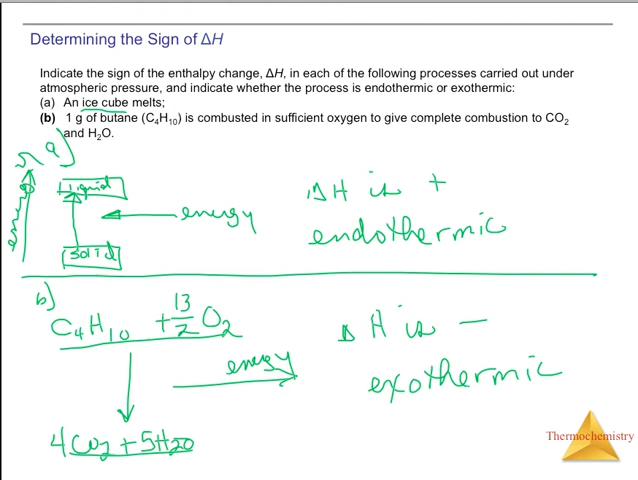 Determining the Sign of ΔH
Indicate the sign of the enthalpy change, ΔH, in each of the following processes carried out under
atmospheric pressure, and indicate whether the process is endothermic or exothermic:
(a) An ice cube melts;
(b) 1 g of butane (C₄H₁₀) is combusted in sufficient oxygen to give complete combustion to CO₂
and H₂O.
a)
energy
Liquid
energy
solid
ΔH is +
endothermic
b)
C₄H₁₀ + 13/2 O₂
energy
4CO₂ + 5H₂O
ΔH is −
exothermic
Thermochemistry